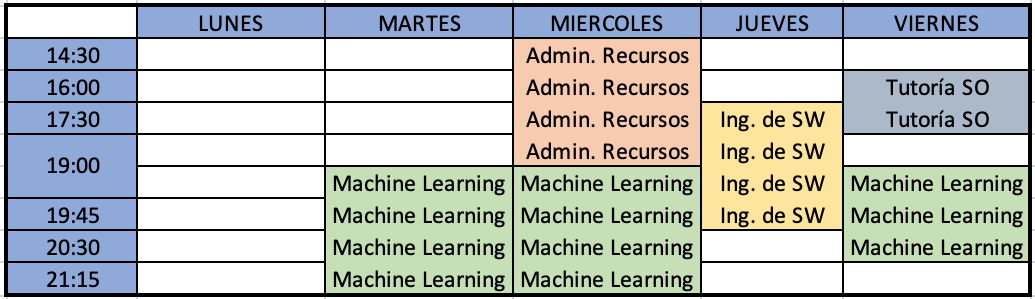 LUNES MARTES MIERCOLES JUEVES VIERNES
14:30 Admin. Recursos
16:00 Admin. Recursos Tutoría SO
17:30 Admin. Recursos Ing. de SW Tutoría SO
19:00 Admin. Recursos Ing. de SW
Machine Learning Machine Learning Ing. de SW Machine Learning
19:45 Machine Learning Machine Learning Ing. de SW Machine Learning
20:30 Machine Learning Machine Learning Machine Learning
21:15 Machine Learning Machine Learning